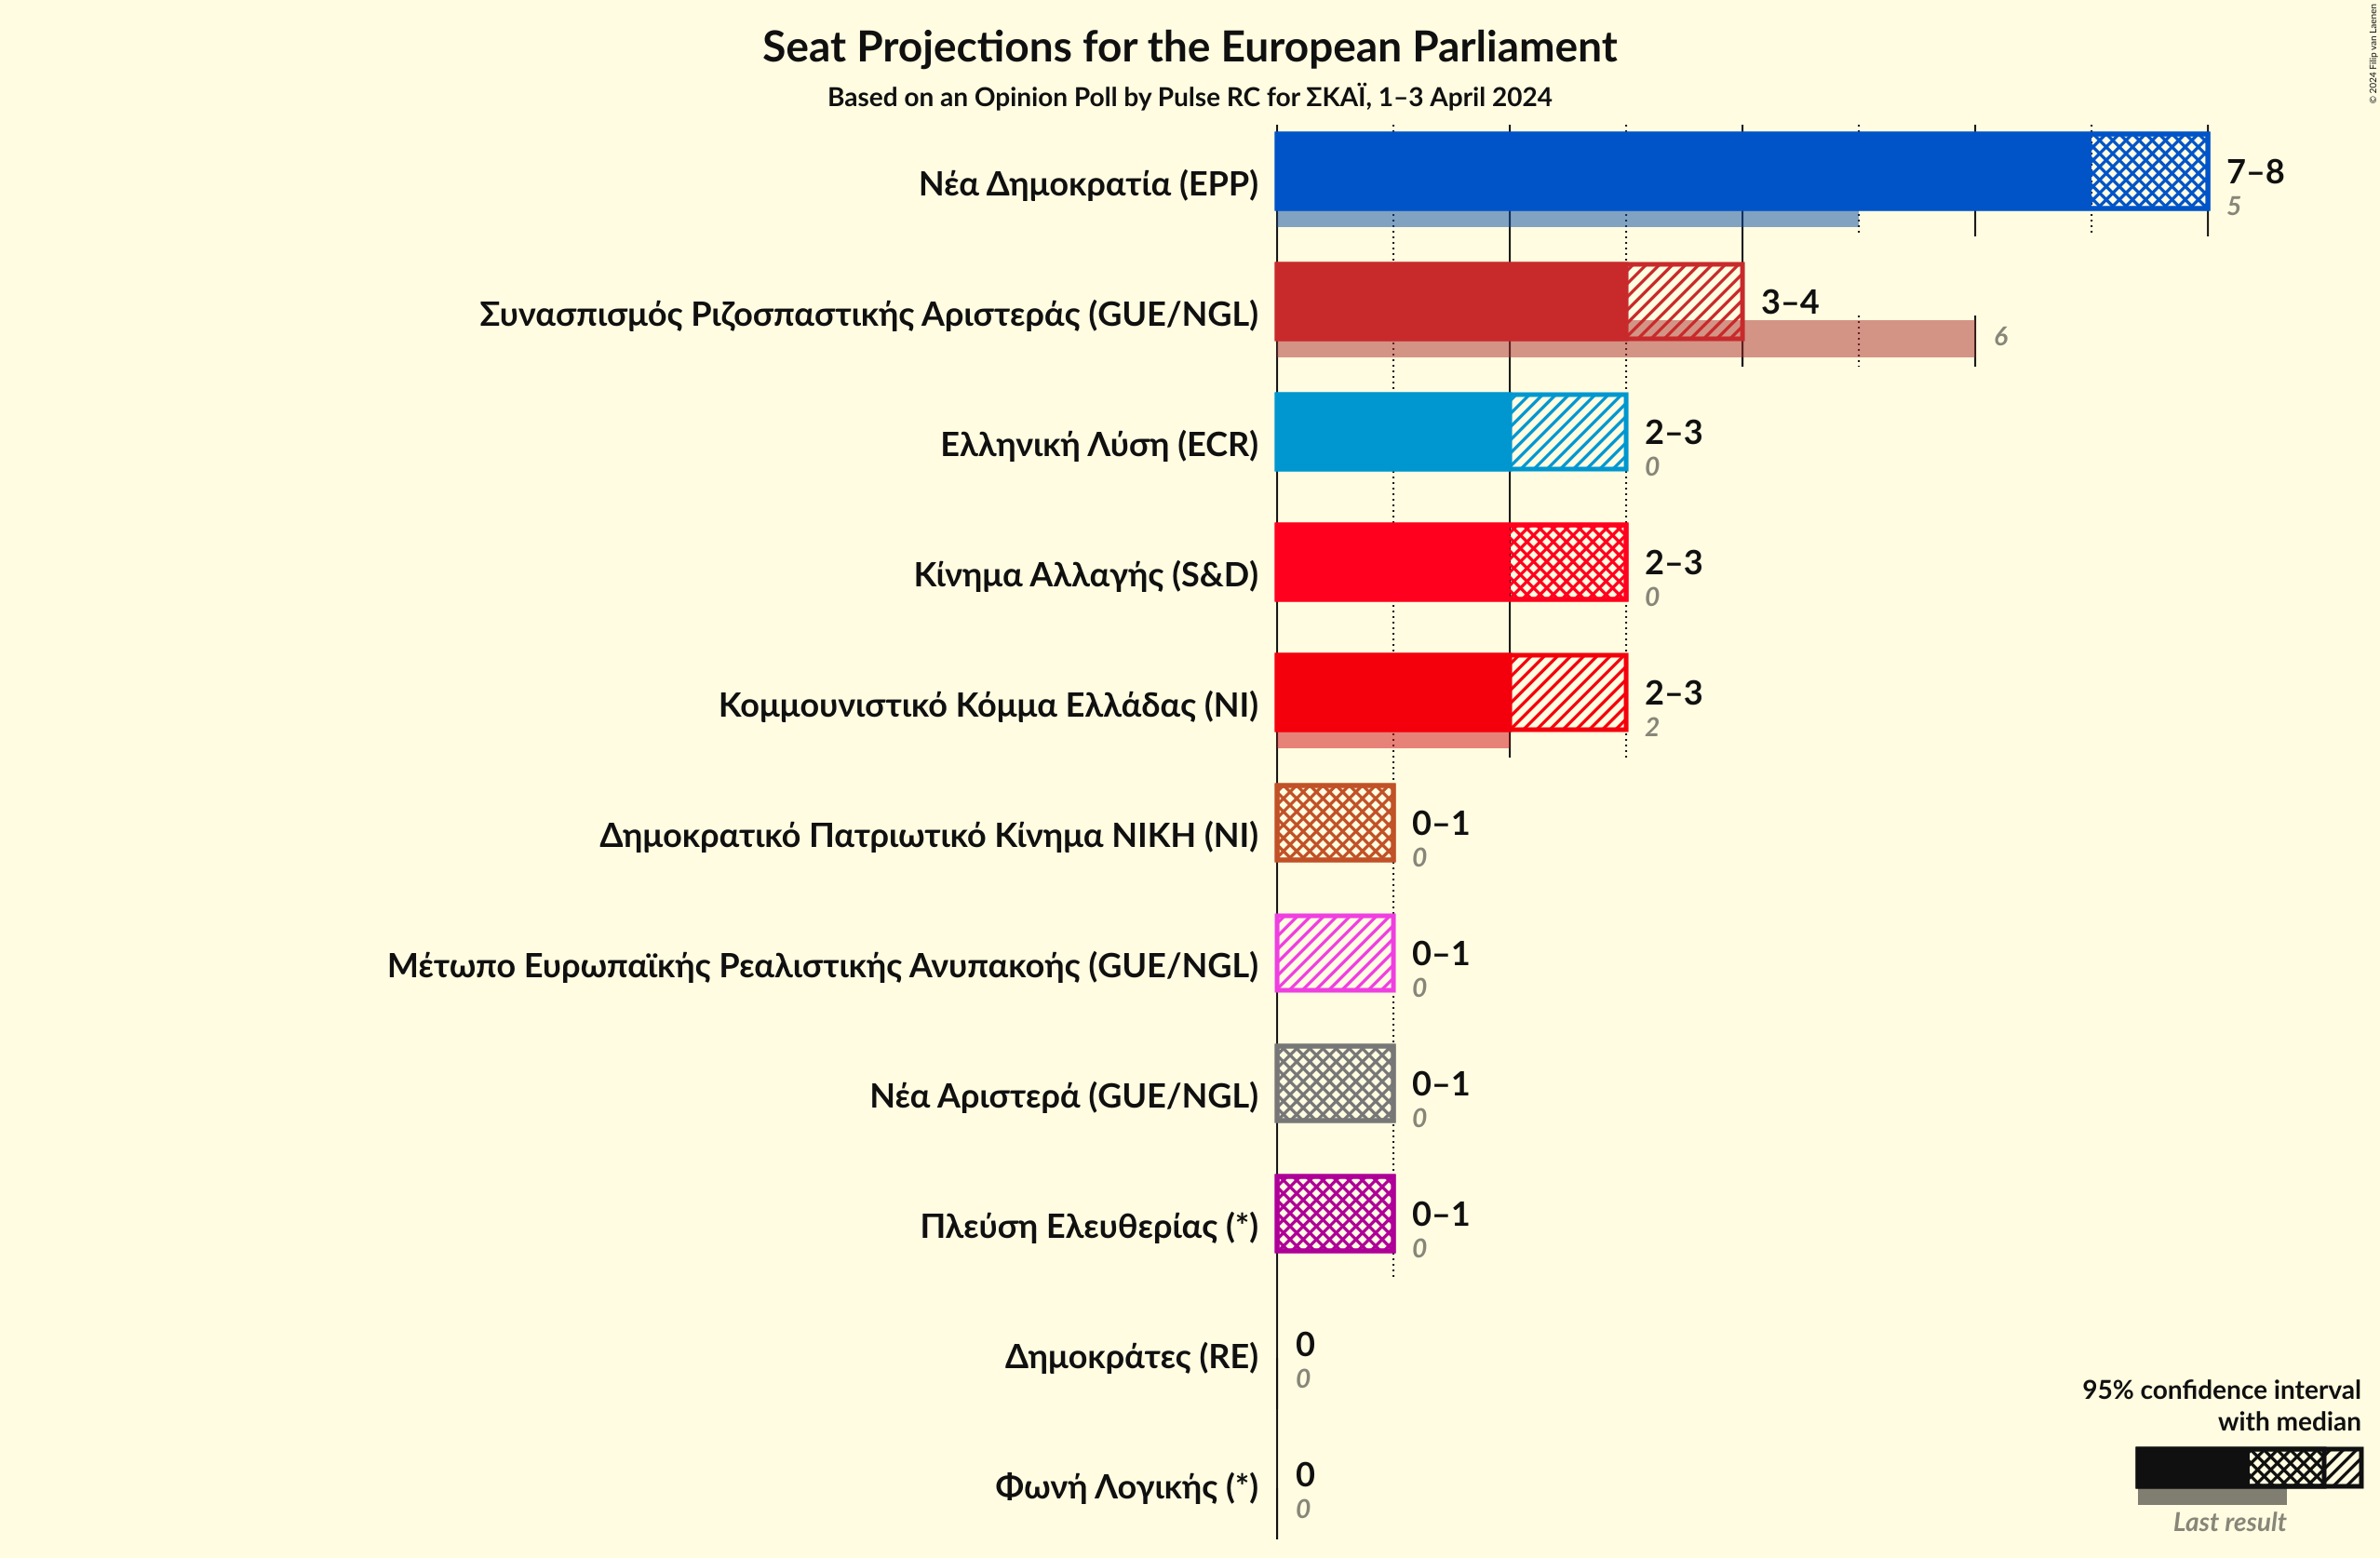 Seat Projections for the European Parliament
Based on an Opinion Poll by Pulse RC for ΣΚΑΪ, 1–3 April 2024
© 2024 Filip van Laenen
Νέα Δημοκρατία (EPP)
7–8
5
Συνασπισμός Ριζοσπαστικής Αριστεράς (GUE/NGL)
3–4
6
Ελληνική Λύση (ECR)
2–3
0
Κίνημα Αλλαγής (S&D)
2–3
0
Κομμουνιστικό Κόμμα Ελλάδας (NI)
2–3
2
Δημοκρατικό Πατριωτικό Κίνημα ΝΙΚΗ (NI)
0–1
0
Μέτωπο Ευρωπαϊκής Ρεαλιστικής Ανυπακοής (GUE/NGL)
0–1
0
Νέα Αριστερά (GUE/NGL)
0–1
0
Πλεύση Ελευθερίας (*)
0–1
0
Δημοκράτες (RE)
0
0
Φωνή Λογικής (*)
0
0
95% confidence interval
with median
Last result